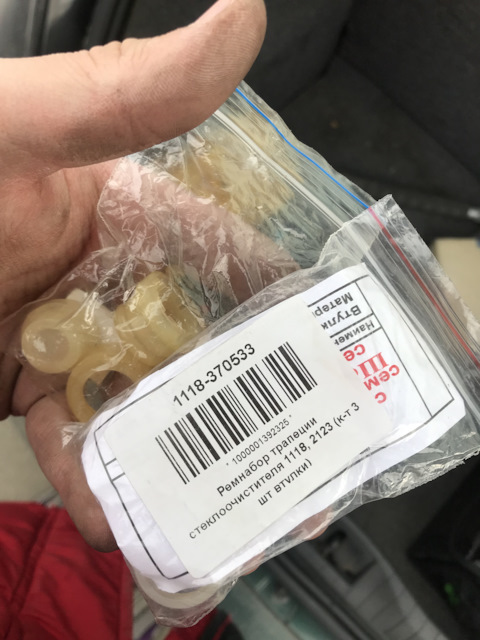 1118-370533
* 1000001392325 *
Ремнабор трапеции
стеклоочистителя 1118, 2123 (к-т 3
шт втулки)